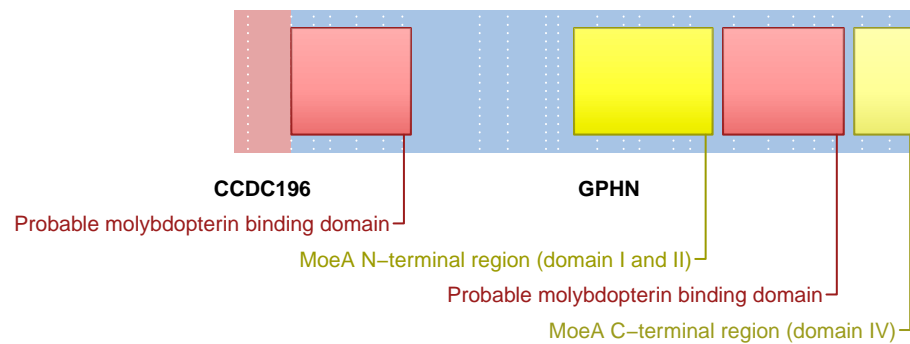 CCDC196 GPHN
Probable molybdopterin binding domain
MoeA N−terminal region (domain I and II)
Probable molybdopterin binding domain
MoeA C−terminal region (domain IV)